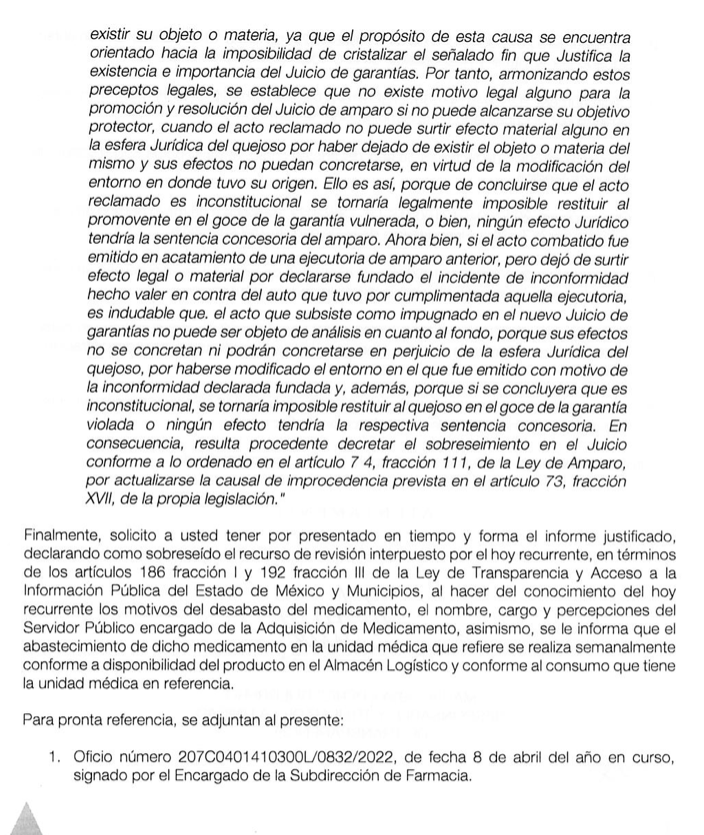 existir su objeto o materia, ya que el propósito de esta causa se encuentra
orientado hacia la imposibilidad de cristalizar el señalado fin que Justifica la
existencia e importancia del Juicio de garantías. Por tanto, armonizando estos
preceptos legales, se establece que no existe motivo legal alguno para la
promoción y resolución del Juicio de amparo si no puede alcanzarse su objetivo
protector, cuando el acto reclamado no puede surtir efecto material alguno en
la esfera Jurídica del quejoso por haber dejado de existir el objeto o materia del
mismo y sus efectos no puedan concretarse, en virtud de la modificación del
entorno en donde tuvo su origen. Ello es así, porque de concluirse que el acto
reclamado es inconstitucional se tornaría legalmente imposible restituir al
promovente en el goce de la garantía vulnerada, o bien, ningún efecto Jurídico
tendría la sentencia concesoria del amparo. Ahora bien, si el acto combatido fue
emitido en acatamiento de una ejecutoria de amparo anterior, pero dejó de surtir
efecto legal o material por declararse fundado el incidente de inconformidad
hecho valer en contra del auto que tuvo por cumplimentada aquella ejecutoria,
es indudable que. el acto que subsiste como impugnado en el nuevo Juicio de
garantías no puede ser objeto de análisis en cuanto al fondo, porque sus efectos
no se concretan ni podrán concretarse en perjuicio de la esfera Jurídica del
quejoso, por haberse modificado el entorno en el que fue emitido con motivo de
la inconformidad declarada fundada y, además, porque si se concluyera que es
inconstitucional, se tornaría imposible restituir al quejoso en el goce de la garantía
violada o ningún efecto tendría la respectiva sentencia concesoria. En
consecuencia, resulta procedente decretar el sobreseimiento en el Juicio
conforme a lo ordenado en el artículo 7 4, fracción 111, de la Ley de Amparo,
por actualizarse la causal de improcedencia prevista en el artículo 73, fracción
XVII, de la propia legislación."
Finalmente, solicito a usted tener por presentado en tiempo y forma el informe justificado,
declarando como sobreseído el recurso de revisión interpuesto por el hoy recurrente, en términos
de los artículos 186 fracción I y 192 fracción III de la Ley de Transparencia y Acceso a la
Información Pública del Estado de México y Municipios, al hacer del conocimiento del hoy
recurrente los motivos del desabasto del medicamento, el nombre, cargo y percepciones del
Servidor Público encargado de la Adquisición de Medicamento, asimismo, se le informa que el
abastecimiento de dicho medicamento en la unidad médica que refiere se realiza semanalmente
conforme a disponibilidad del producto en el Almacén Logístico y conforme al consumo que tiene
la unidad médica en referencia.
Para pronta referencia, se adjuntan al presente:
1. Oficio número 207C0401410300L/0832/2022, de fecha 8 de abril del año en curso,
signado por el Encargado de la Subdirección de Farmacia.